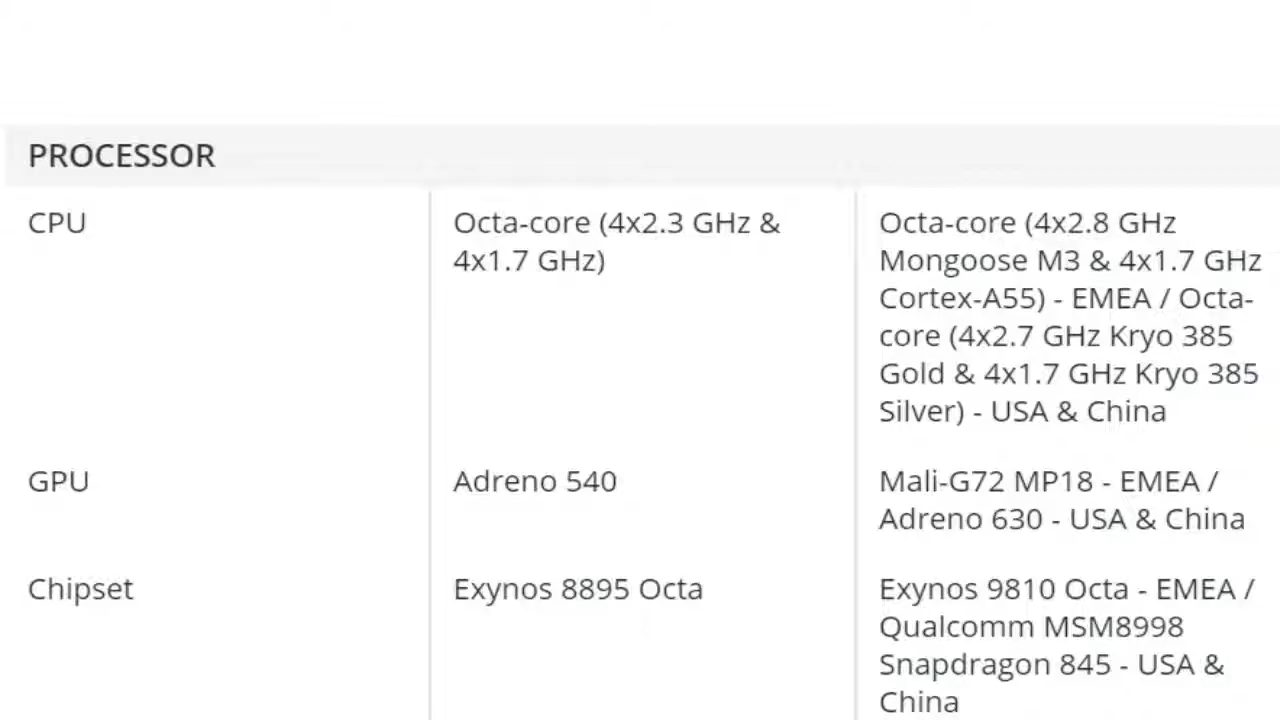 PROCESSOR
CPU
Octa-core (4x2.3 GHz &
4x1.7 GHz)
Octa-core (4x2.8 GHz
Mongoose M3 & 4x1.7 GHz
Cortex-A55) - EMEA / Octa-
core (4x2.7 GHz Kryo 385
Gold & 4x1.7 GHz Kryo 385
Silver) - USA & China
GPU
Adreno 540
Mali-G72 MP18 - EMEA /
Adreno 630 - USA & China
Chipset
Exynos 8895 Octa
Exynos 9810 Octa - EMEA /
Qualcomm MSM8998
Snapdragon 845 - USA &
China